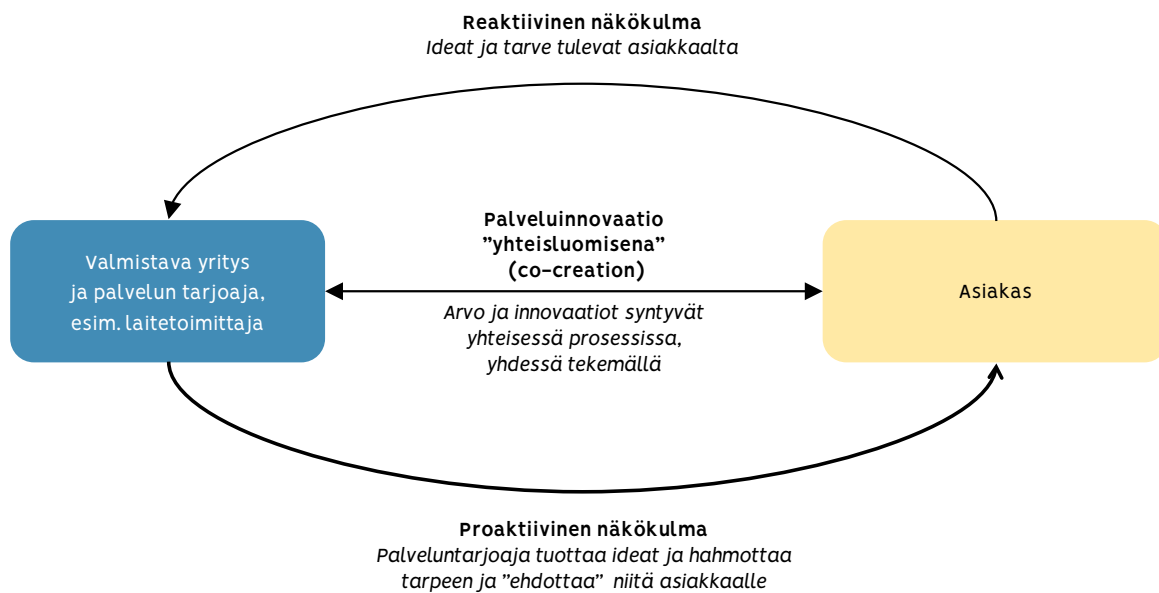 Reaktiivinen näkökulma
Ideat ja tarve tulevat asiakkaalta
Valmistava yritys
ja palvelun tarjoaja,
esim. laitetoimittaja
Palveluinnovaatio
”yhteisluomisena”
(co-creation)
Arvo ja innovaatiot syntyvät
yhteisessä prosessissa,
yhdessä tekemällä
Asiakas
Proaktiivinen näkökulma
Palveluntarjoaja tuottaa ideat ja hahmottaa
tarpeen ja ”ehdottaa” niitä asiakkaalle